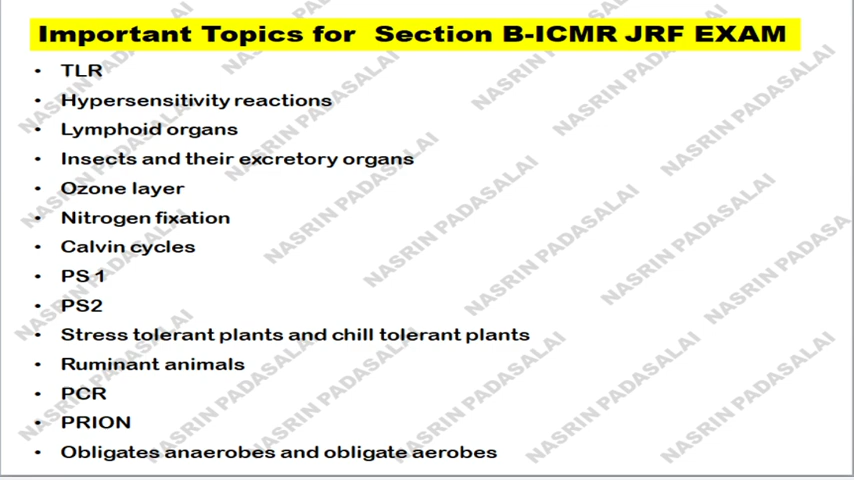 Important Topics for Section B-ICMR JRF EXAM
• TLR
• Hypersensitivity reactions
• Lymphoid organs
• Insects and their excretory organs
• Ozone layer
• Nitrogen fixation
• Calvin cycles
• PS 1
• PS2
• Stress tolerant plants and chill tolerant plants
• Ruminant animals
• PCR
• PRION
• Obligates anaerobes and obligate aerobes
NASRIN PADASALAI